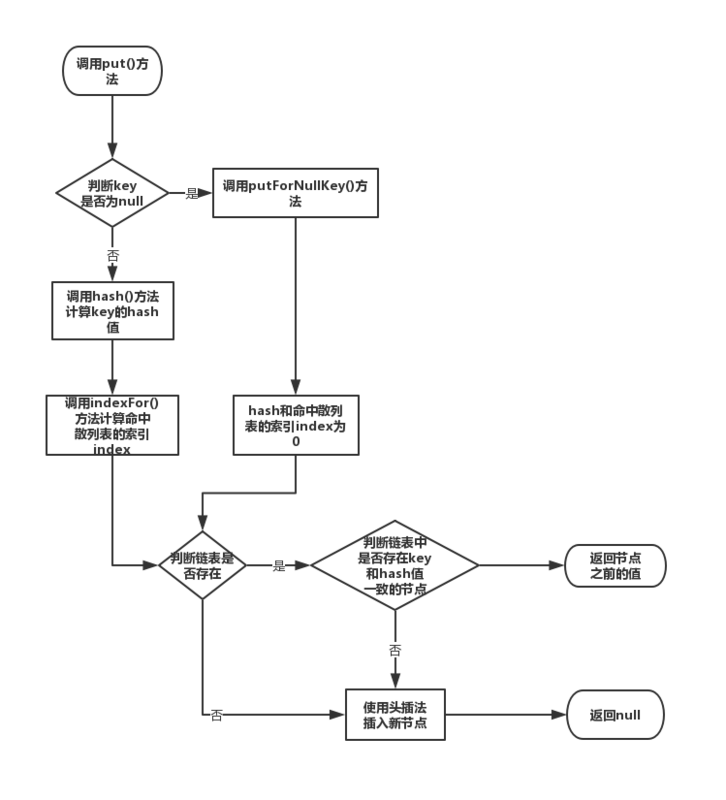 调用put()方
法
判断key
是否为null
是
调用putForNullKey()方
法
否
调用hash()方法
计算key的hash
值
调用indexFor()
方法计算命中
散列表的索引
index
hash和命中散列
表的索引index为
0
判断链表是
否存在
是
判断链表中
是否存在key
和hash值
一致的节点
返回节点
之前的值
否
否
使用头插法
插入新节点
返回null